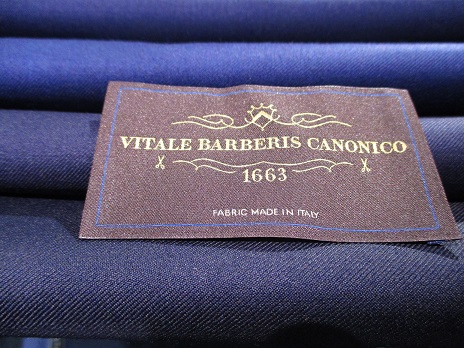 VITALE BARBERIS CANONICO
1663
FABRIC MADE IN ITALY